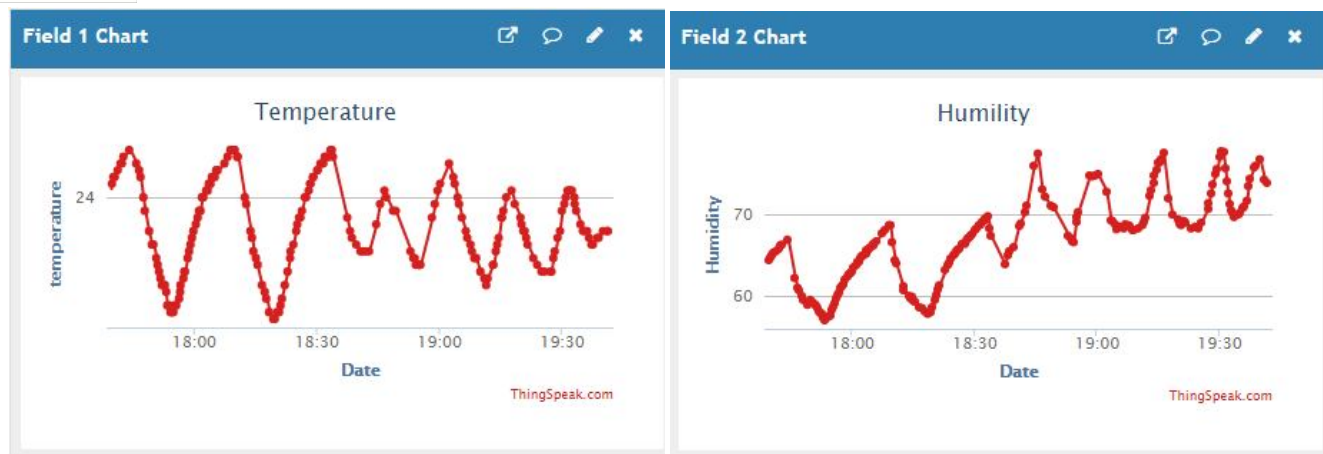 Field 1 Chart
Temperature
temperature
24
18:00 18:30 19:00 19:30
Date
ThingSpeak.com
Field 2 Chart
Humility
Humidity
70
60
18:00 18:30 19:00 19:30
Date
ThingSpeak.com